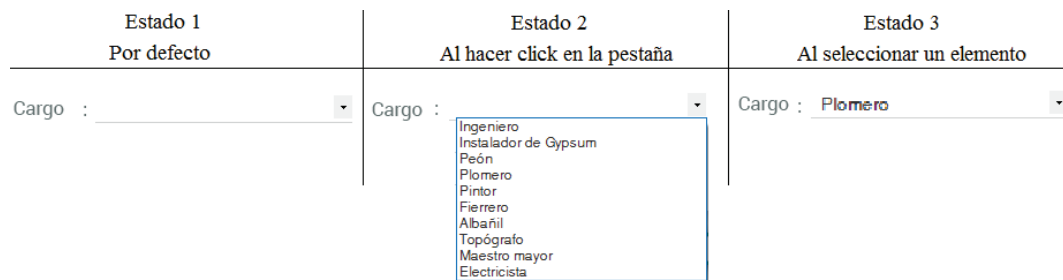 Estado 1
Por defecto
Estado 2
Al hacer click en la pestaña
Estado 3
Al seleccionar un elemento
Cargo :
Cargo :
Ingeniero
Instalador de Gypsum
Peón
Plomero
Pintor
Fierrero
Albañil
Topógrafo
Maestro mayor
Electricista
Cargo : Plomero